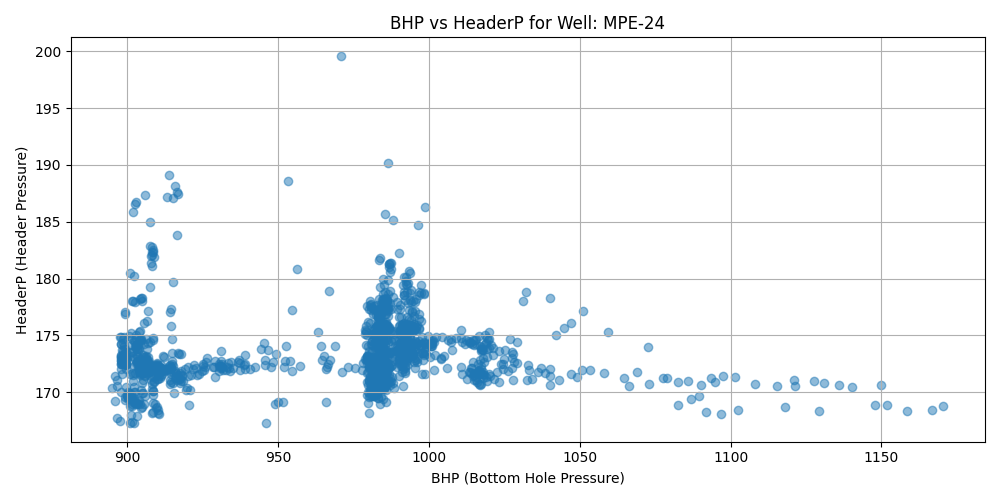 BHP vs HeaderP for Well: MPE-24
200
195
190
185
180
175
170
HeaderP (Header Pressure)
900 950 1000 1050 1100 1150
BHP (Bottom Hole Pressure)